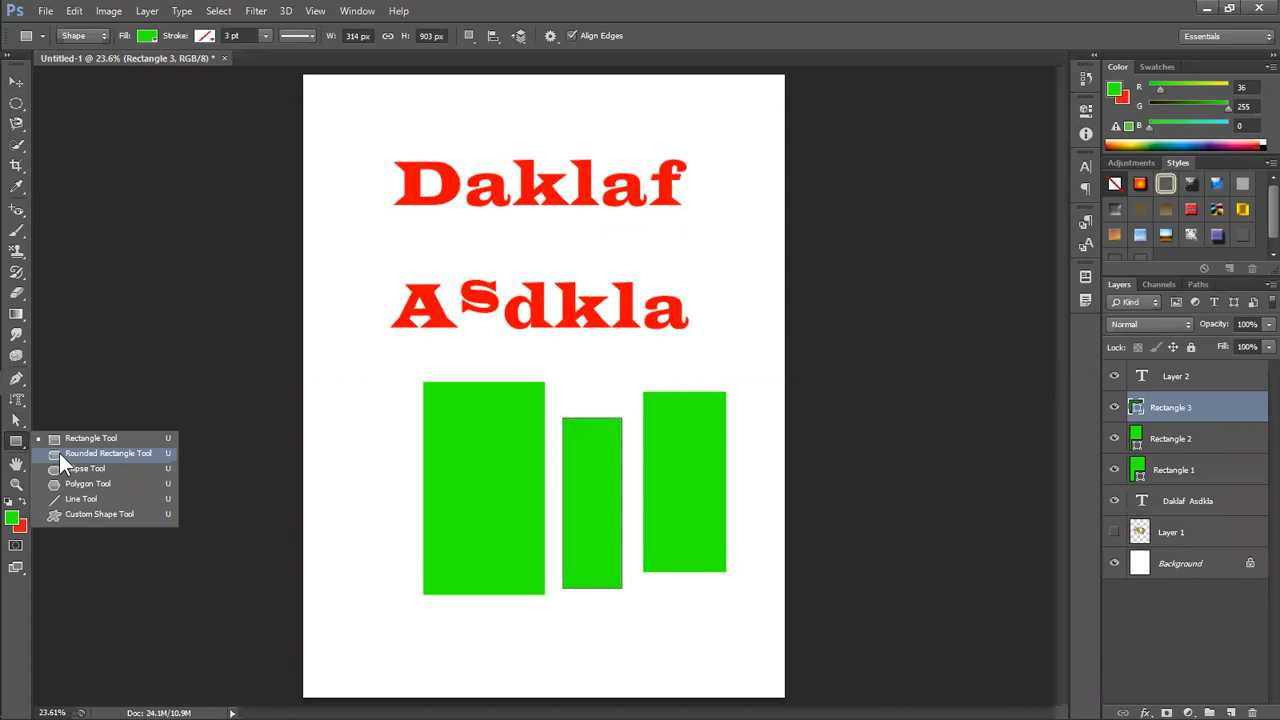 Ps File Edit Image Layer Type Select Filter 3D View Window Help
Shape Fill: Stroke: 3 pt W: 314 px H: 903 px Align Edges Essentials
Untitled-1 @ 23.6% (Rectangle 3, RGB/8) * ×
Color Swatches
R 36
G 255
B 0
Adjustments Styles
Daklaf
Asdkla
Layers Channels Paths
Kind
Normal Opacity: 100%
Lock: Fill: 100%
Layer 2
Rectangle 3
Rectangle 2
Rectangle 1
Daklaf Asdkla
Layer 1
Background
Rectangle Tool U
Rounded Rectangle Tool U
pse Tool U
Polygon Tool U
Line Tool U
Custom Shape Tool U
23.61% Doc: 24.1M/10.9M